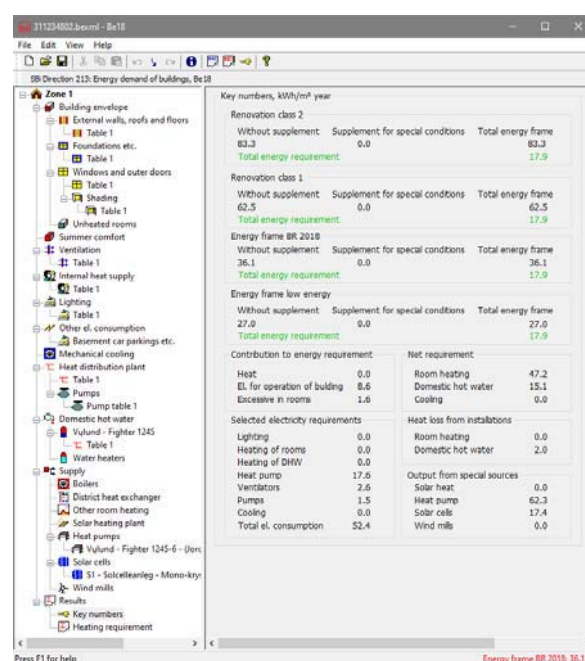 311234802.bexml - Be18
File Edit View Help
SBi Direction 213: Energy demand of buildings, Be18
Zone 1
Building envelope
External walls, roofs and floors
Table 1
Foundations etc.
Table 1
Windows and outer doors
Table 1
Shading
Table 1
Unheated rooms
Summer comfort
Ventilation
Table 1
Internal heat supply
Table 1
Lighting
Table 1
Other el. consumption
Basement car parkings etc.
Mechanical cooling
Heat distribution plant
Table 1
Pumps
Pump table 1
Domestic hot water
Vulund - Fighter 1245
Table 1
Water heaters
Supply
Boilers
District heat exchanger
Other room heating
Solar heating plant
Heat pumps
Vulund - Fighter 1245-6 - (Jord
Solar cells
S1 - Solcelleanleg - Mono-kry
Wind mills
Results
Key numbers
Heating requirement
Key numbers, kWh/m² year
Renovation class 2
Without supplement Supplement for special conditions Total energy frame
83.3 0.0 83.3
Total energy requirement 17.9
Renovation class 1
Without supplement Supplement for special conditions Total energy frame
62.5 0.0 62.5
Total energy requirement 17.9
Energy frame BR 2018
Without supplement Supplement for special conditions Total energy frame
36.1 0.0 36.1
Total energy requirement 17.9
Energy frame low energy
Without supplement Supplement for special conditions Total energy frame
27.0 0.0 27.0
Total energy requirement 17.9
Contribution to energy requirement
Heat 0.0
El. for operation of bulding 8.6
Excessive in rooms 1.6
Net requirement
Room heating 47.2
Domestic hot water 15.1
Cooling 0.0
Selected electricity requirements
Lighting 0.0
Heating of rooms 0.0
Heating of DHW 0.0
Heat pump 17.6
Ventilators 2.6
Pumps 1.5
Cooling 0.0
Total el. consumption 52.4
Heat loss from installations
Room heating 0.0
Domestic hot water 2.0
Output from special sources
Solar heat 0.0
Heat pump 62.3
Solar cells 17.4
Wind mills 0.0
Press F1 for help
Energy frame BR 2018: 36,1